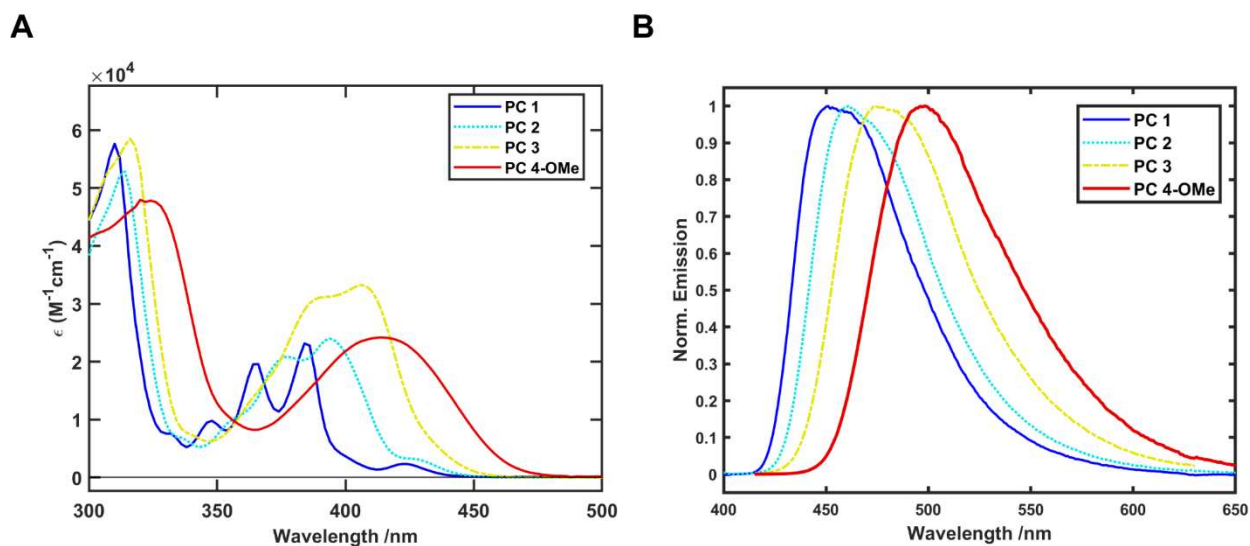 A
×10⁴
6
5
4
3
2
1
0
ϵ (M⁻¹cm⁻¹)
300
350
400
450
500
Wavelength /nm
PC 1
PC 2
PC 3
PC 4-OMe
B
1
0.9
0.8
0.7
0.6
0.5
0.4
0.3
0.2
0.1
0
Norm. Emission
400
450
500
550
600
650
Wavelength /nm
PC 1
PC 2
PC 3
PC 4-OMe